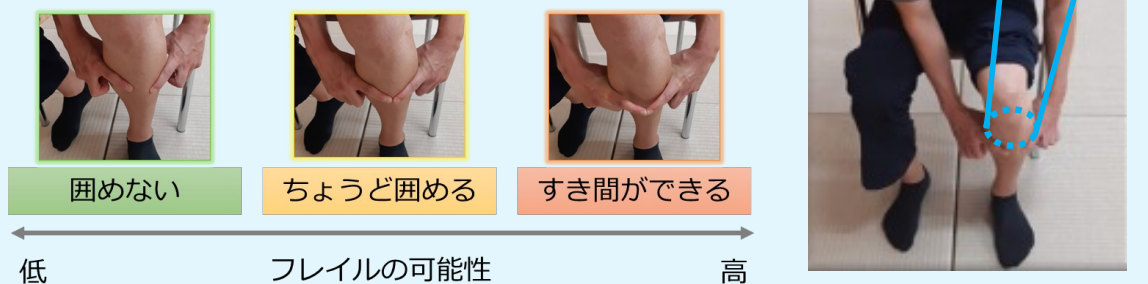 囲めない
ちょうど囲める
すき間ができる
低
フレイルの可能性
高